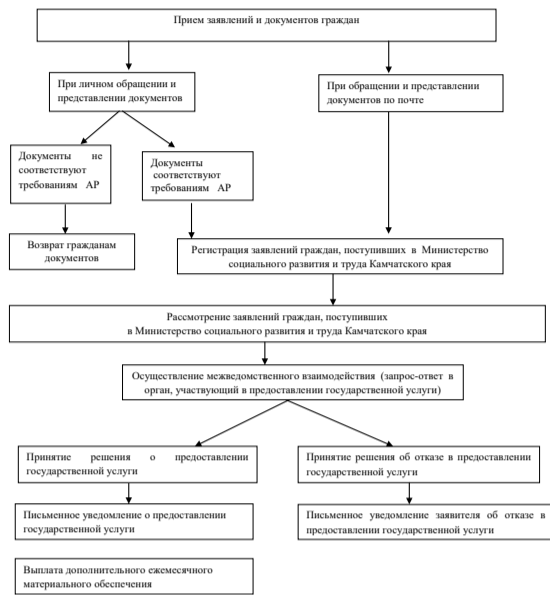 Прием заявлений и документов граждан
При личном обращении и
представлении документов
При обращении и представлении
документов по почте
Документы не
соответствуют
требованиям АР
Документы
соответствуют
требованиям АР
Возврат гражданам
документов
Регистрация заявлений граждан, поступивших в Министерство
социального развития и труда Камчатского края
Рассмотрение заявлений граждан, поступивших
в Министерство социального развития и труда Камчатского края
Осуществление межведомственного взаимодействия (запрос-ответ в
орган, участвующий в предоставлении государственной услуги)
Принятие решения о предоставлении
государственной услуги
Принятие решения об отказе в предоставлении
государственной услуги
Письменное уведомление о предоставлении
государственной услуги
Письменное уведомление заявителя об отказе в
предоставлении государственной услуги
Выплата дополнительного ежемесячного
материального обеспечения